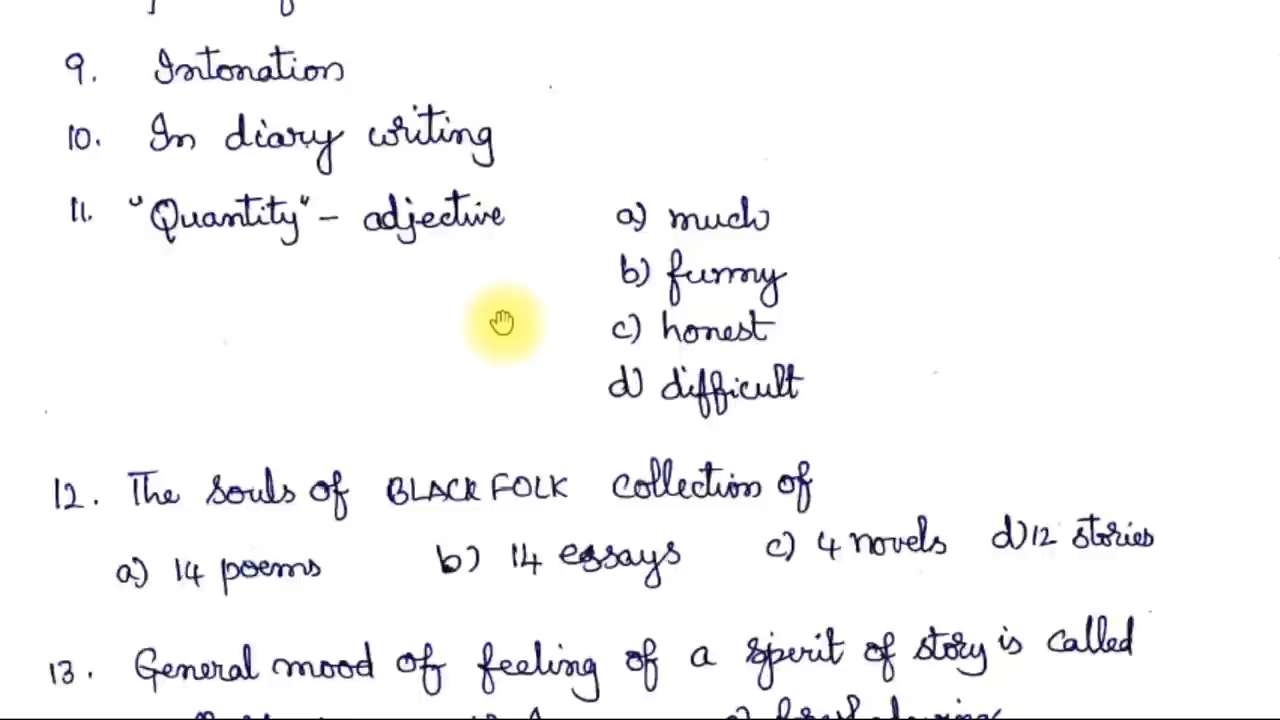 9. Intonation
10. In diary writing
11. "Quantity" - adjective a) much
b) funny
c) honest
d) difficult
12. The souls of BLACK FOLK collection of
a) 14 poems b) 14 essays c) 4 novels d) 12 stories
13. General mood of feeling of a sperit of story is called